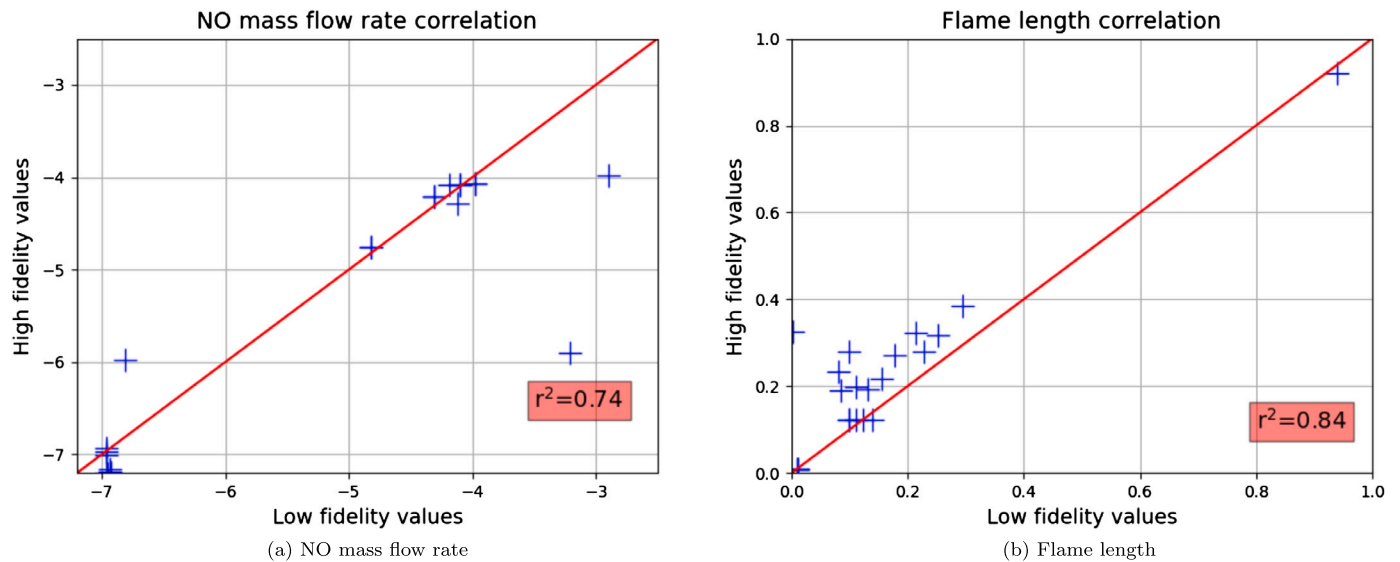 NO mass flow rate correlation
High fidelity values
−3
−4
−5
−6
−7
r²=0.74
−7 −6 −5 −4 −3
Low fidelity values
(a) NO mass flow rate
Flame length correlation
High fidelity values
1.0
0.8
0.6
0.4
0.2
0.0
r²=0.84
0.0 0.2 0.4 0.6 0.8 1.0
Low fidelity values
(b) Flame length